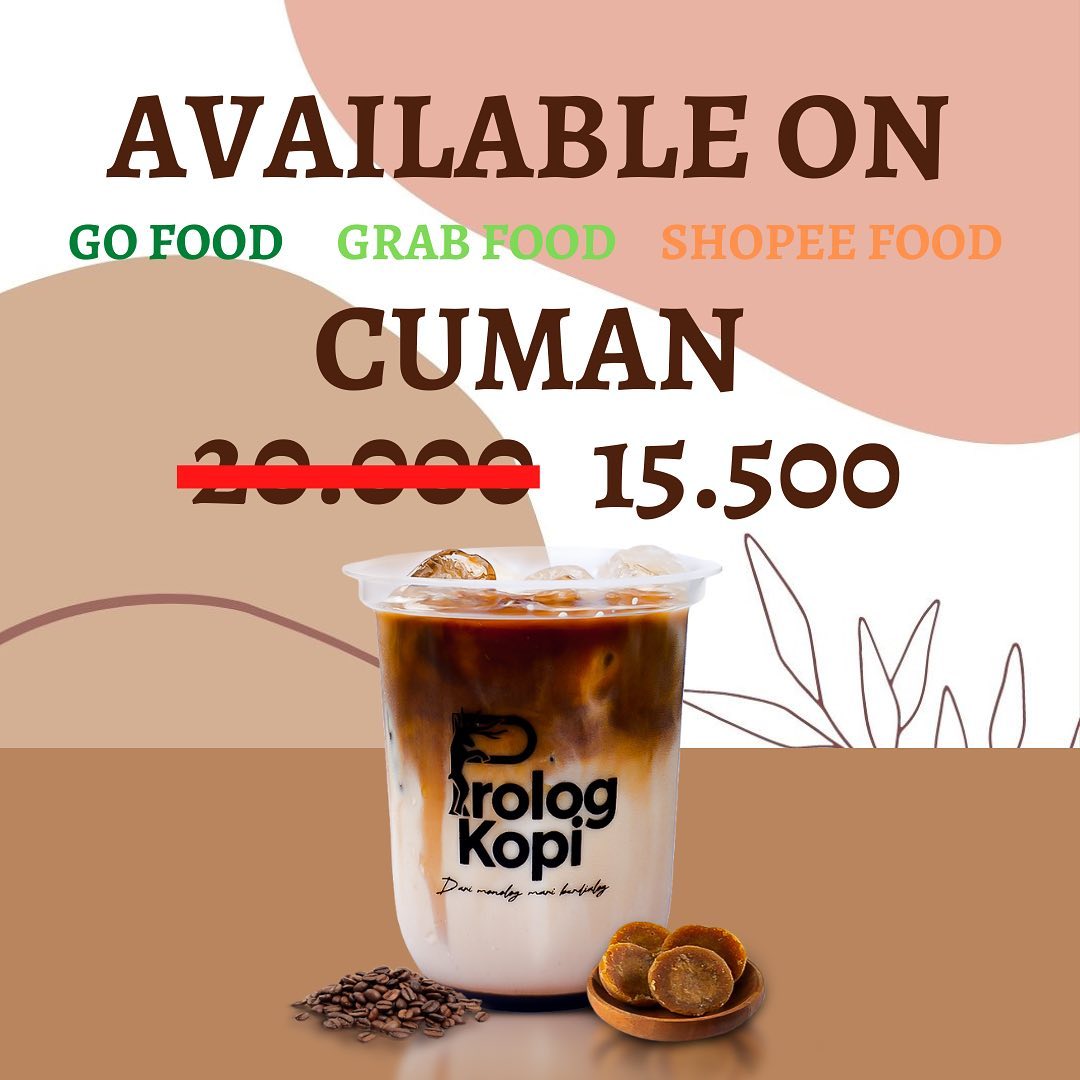 AVAILABLE ON
GO FOOD GRAB FOOD SHOPEE FOOD
CUMAN
20.000 15.500
Prolog
Kopi
Dari monolog mari berdialog